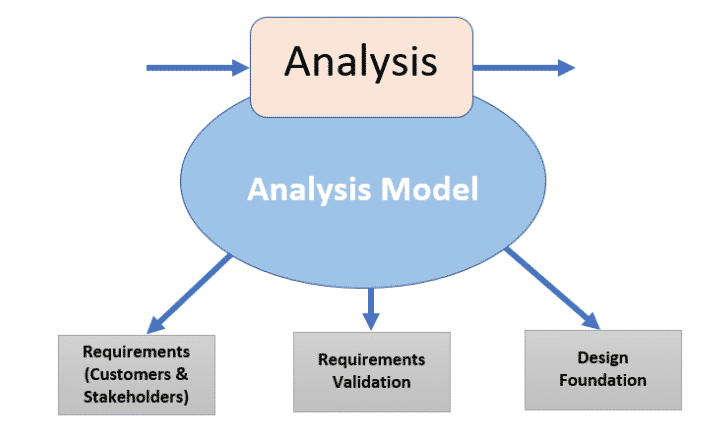 Analysis
Analysis Model
Requirements
(Customers &
Stakeholders)
Requirements
Validation
Design
Foundation